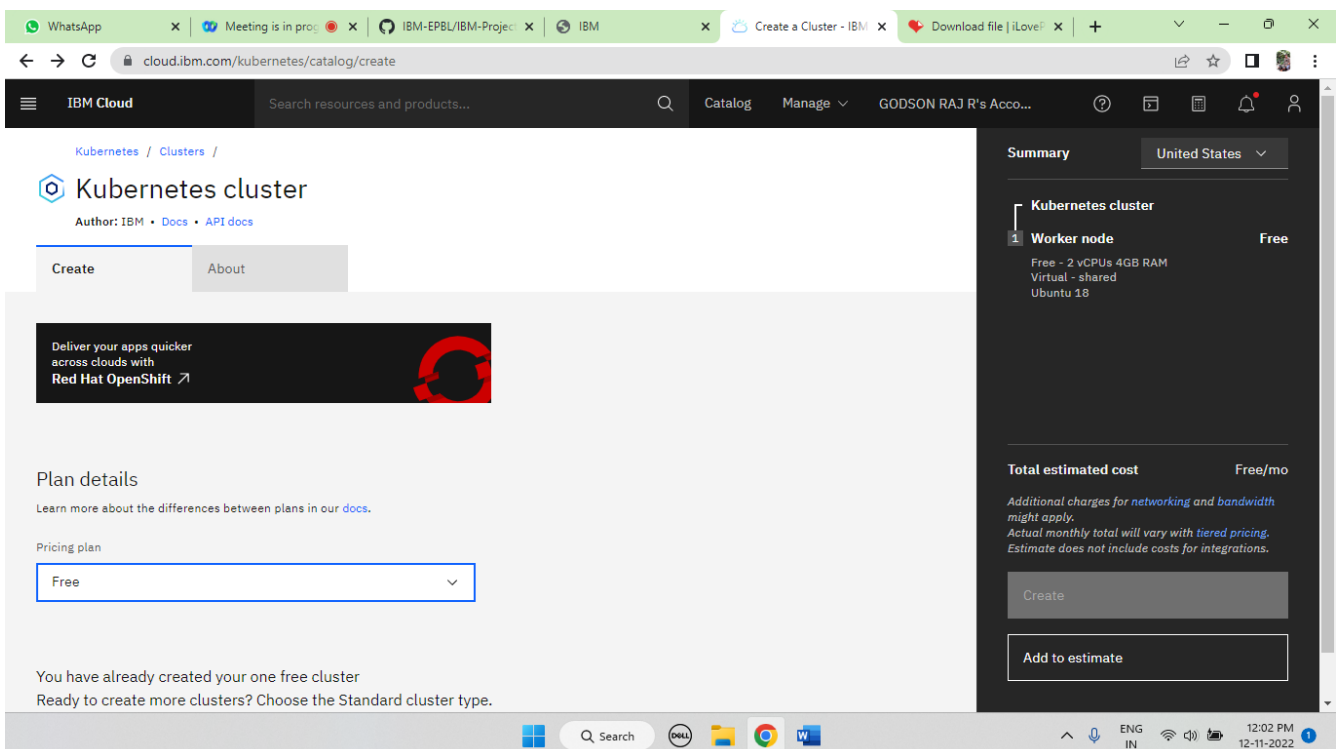 WhatsApp
Meeting is in prog
IBM-EPBL/IBM-Project
IBM
Create a Cluster - IBM
Download file | iLoveP
cloud.ibm.com/kubernetes/catalog/create
IBM Cloud
Search resources and products...
Catalog
Manage
GODSON RAJ R's Acco...
Kubernetes / Clusters /
Kubernetes cluster
Author: IBM • Docs • API docs
Create
About
Deliver your apps quicker
across clouds with
Red Hat OpenShift
Plan details
Learn more about the differences between plans in our docs.
Pricing plan
Free
You have already created your one free cluster
Ready to create more clusters? Choose the Standard cluster type.
Summary
United States
Kubernetes cluster
1 Worker node Free
Free - 2 vCPUs 4GB RAM
Virtual - shared
Ubuntu 18
Total estimated cost Free/mo
Additional charges for networking and bandwidth
might apply.
Actual monthly total will vary with tiered pricing.
Estimate does not include costs for integrations.
Create
Add to estimate
Search
DELL
W
ENG
IN
12:02 PM
12-11-2022
1